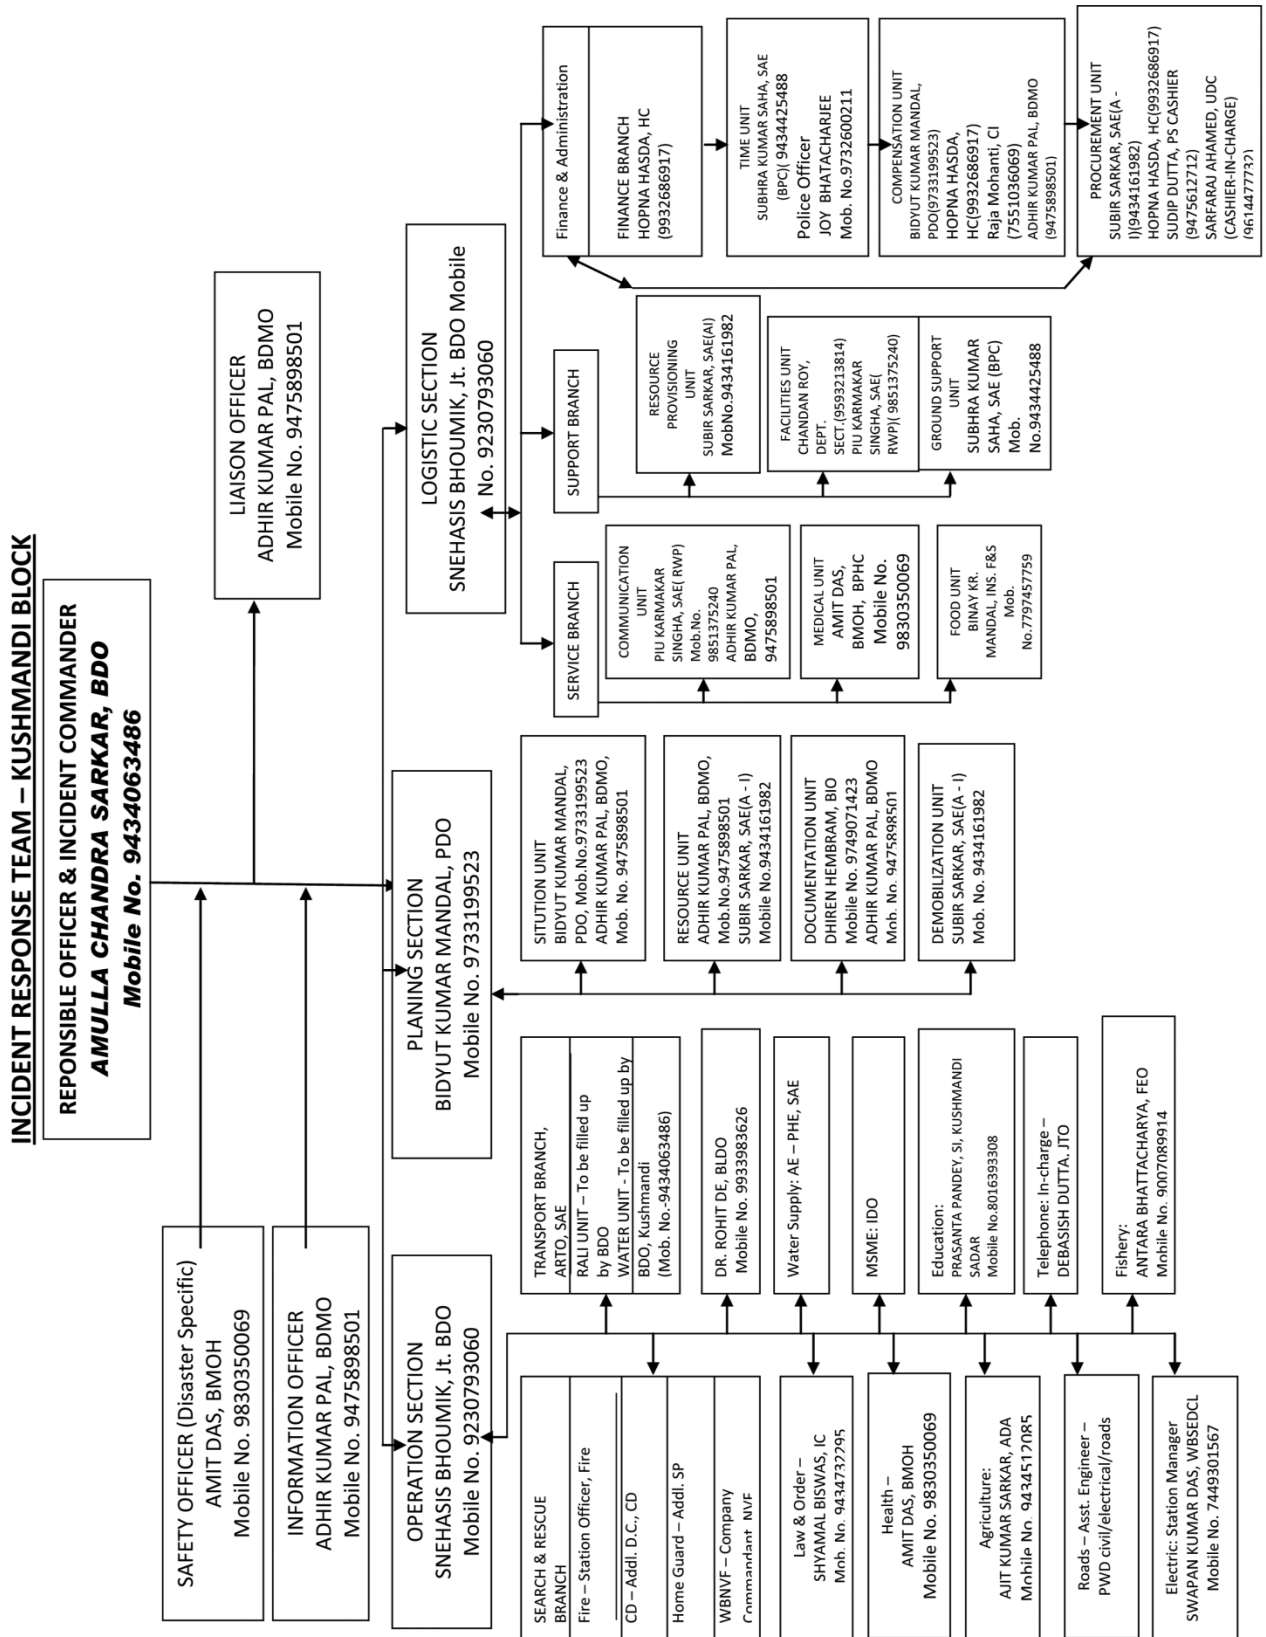 INCIDENT RESPONSE TEAM – KUSHMANDI BLOCK
REPONSIBLE OFFICER & INCIDENT COMMANDER
AMULLA CHANDRA SARKAR, BDO
Mobile No. 9434063486
SAFETY OFFICER (Disaster Specific)
AMIT DAS, BMOH
Mobile No. 9830350069
INFORMATION OFFICER
ADHIR KUMAR PAL, BDMO
Mobile No. 9475898501
LIAISON OFFICER
ADHIR KUMAR PAL, BDMO
Mobile No. 9475898501
OPERATION SECTION
SNEHASIS BHOUMIK, Jt. BDO
Mobile No. 9230793060
PLANING SECTION
BIDYUT KUMAR MANDAL, PDO
Mobile No. 9733199523
LOGISTIC SECTION
SNEHASIS BHOUMIK, Jt. BDO Mobile
No. 9230793060
SEARCH & RESCUE
BRANCH
Fire – Station Officer, Fire
CD – Addl. D.C., CD
Home Guard – Addl. SP
WBNVF – Company
Commandant, NVF
Law & Order –
SHYAMAL BISWAS, IC
Mob. No. 9434732295
Health –
AMIT DAS, BMOH
Mobile No. 9830350069
Agriculture:
AJIT KUMAR SARKAR, ADA
Mobile No. 9434512085
Roads – Asst. Engineer –
PWD civil/electrical/roads
Electric: Station Manager
SWAPAN KUMAR DAS, WBSEDCL
Mobile No. 7449301567
TRANSPORT BRANCH,
ARTO, SAE
RALI UNIT – To be filled up
by BDO
WATER UNIT - To be filled up by
BDO, Kushmandi
(Mob. No.-9434063486)
DR. ROHIT DE, BLDO
Mobile No. 9939983626
Water Supply: AE – PHE, SAE
MSME: IDO
Education:
PRASANTA PANDEY, SI, KUSHMANDI
SADAR
Mobile No.8016393308
Telephone: In-charge –
DEBASISH DUTTA, JTO
Fishery:
ANTARA BHATTACHARYA, FEO
Mobile No. 9007089914
SITUTION UNIT
BIDYUT KUMAR MANDAL,
PDO, Mob.No.9733199523
ADHIR KUMAR PAL, BDMO,
Mob. No. 9475898501
RESOURCE UNIT
ADHIR KUMAR PAL, BDMO,
Mob.No.9475898501
SUBIR SARKAR, SAE(A - I)
Mobile No.9434161982
DOCUMENTATION UNIT
DHIREN HEMBRAM, BIO
Mobile No. 9749071423
ADHIR KUMAR PAL, BDMO
Mob. No. 9475898501
DEMOBILIZATION UNIT
SUBIR SARKAR, SAE(A - I)
Mob. No. 9434161982
SERVICE BRANCH
COMMUNICATION
UNIT
PIU KARMAKAR
SINGHA, SAE( RWP)
Mob.No.
9851375240
ADHIR KUMAR PAL,
BDMO,
9475898501
MEDICAL UNIT
AMIT DAS,
BMOH, BPHC
Mobile No.
9830350069
FOOD UNIT
BINAY KR.
MANDAL, INS. F&S
Mob.
No.7797457759
SUPPORT BRANCH
RESOURCE
PROVISIONING
UNIT
SUBIR SARKAR, SAE(AI)
MobNo.9434161982
FACILITIES UNIT
CHANDAN ROY,
DEPT.
SECT.(9593213814)
PIU KARMAKAR
SINGHA, SAE(
RWP)( 9851375240)
GROUND SUPPORT
UNIT
SUBHRA KUMAR
SAHA, SAE (BPC)
Mob.
No.9434425488
Finance & Administration
FINANCE BRANCH
HOPNA HASDA, HC
(9932686917)
TIME UNIT
SUBHRA KUMAR SAHA, SAE
(BPC)( 9434425488
Police Officer
JOY BHATACHARJEE
Mob. No.9732600211
COMPENSATION UNIT
BIDYUT KUMAR MANDAL,
PDO(9733199523)
HOPNA HASDA,
HC(9932686917)
Raja Mohanti, CI
(7551036069)
ADHIR KUMAR PAL, BDMO
(9475898501)
PROCUREMENT UNIT
SUBIR SARKAR, SAE(A -
I)(9434161982)
HOPNA HASDA, HC(9932686917)
SUDIP DUTTA, PS CASHIER
(9475612712)
SARFARAJ AHAMED, UDC
(CASHIER-IN-CHARGE)
(9614477732)